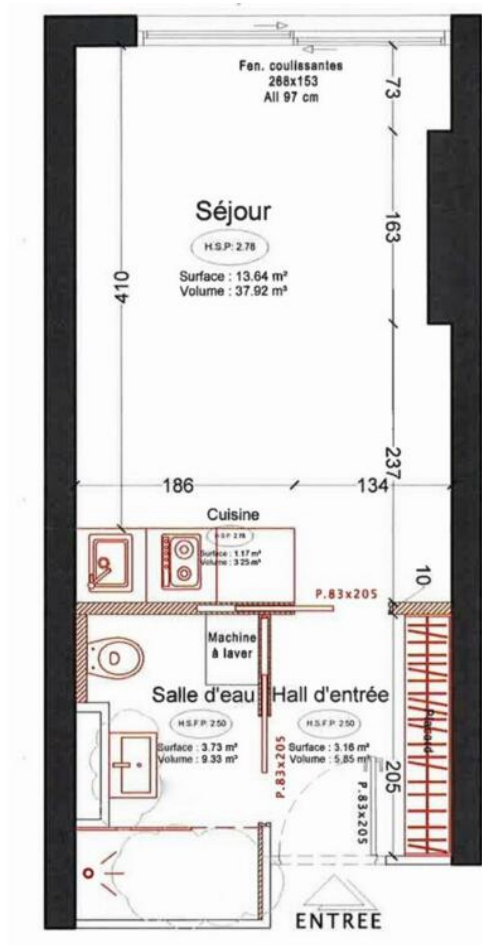 Fen. coulissantes
268x153
All 97 cm
73
Séjour
H.S.P: 2.78
Surface : 13.64 m²
Volume : 37.92 m³
163
410
237
186
134
Cuisine
H.S.P 2.78
Surface : 1.17 m²
Volume : 3.25 m³
P.83x205
10
Machine
à laver
Salle d'eau
H.S.F.P: 2.50
Surface : 3.73 m²
Volume : 9.33 m³
Hall d'entrée
H.S.F.P: 2.50
Surface : 3.16 m²
Volume : 5.85 m³
Placard
P.83x205
P.83x205
205
ENTREE